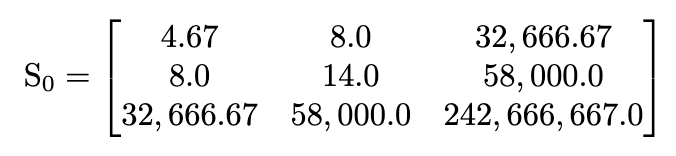 4.67 8.0 32,666.67
S₀ = 8.0 14.0 58,000.0
32,666.67 58,000.0 242,666,667.0